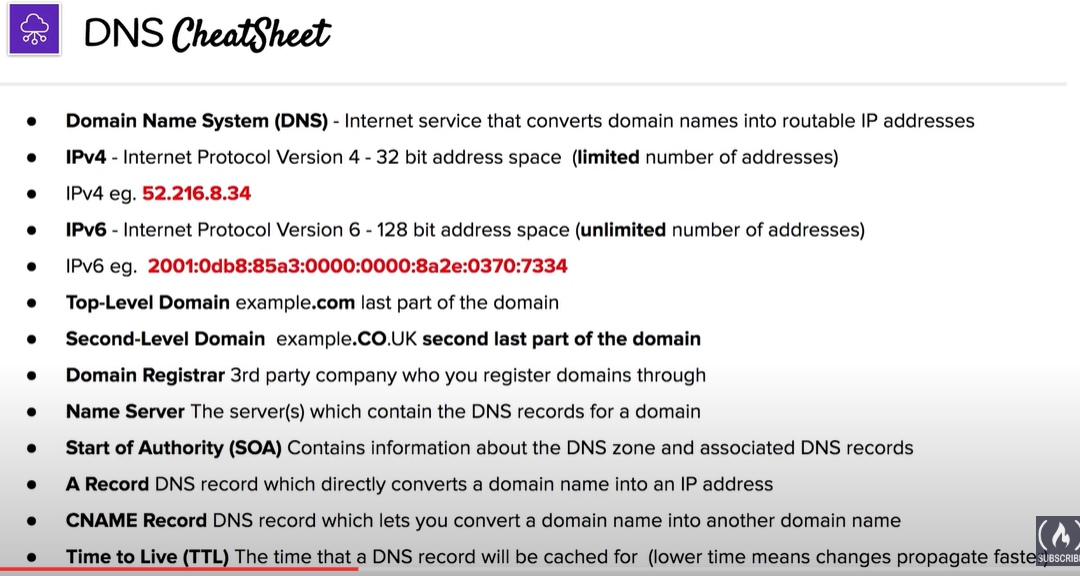 DNS CheatSheet
● Domain Name System (DNS) - Internet service that converts domain names into routable IP addresses
● IPv4 - Internet Protocol Version 4 - 32 bit address space (limited number of addresses)
● IPv4 eg. 52.216.8.34
● IPv6 - Internet Protocol Version 6 - 128 bit address space (unlimited number of addresses)
● IPv6 eg. 2001:0db8:85a3:0000:0000:8a2e:0370:7334
● Top-Level Domain example.com last part of the domain
● Second-Level Domain example.CO.UK second last part of the domain
● Domain Registrar 3rd party company who you register domains through
● Name Server The server(s) which contain the DNS records for a domain
● Start of Authority (SOA) Contains information about the DNS zone and associated DNS records
● A Record DNS record which directly converts a domain name into an IP address
● CNAME Record DNS record which lets you convert a domain name into another domain name
● Time to Live (TTL) The time that a DNS record will be cached for (lower time means changes propagate faste
SUBSCRIBE